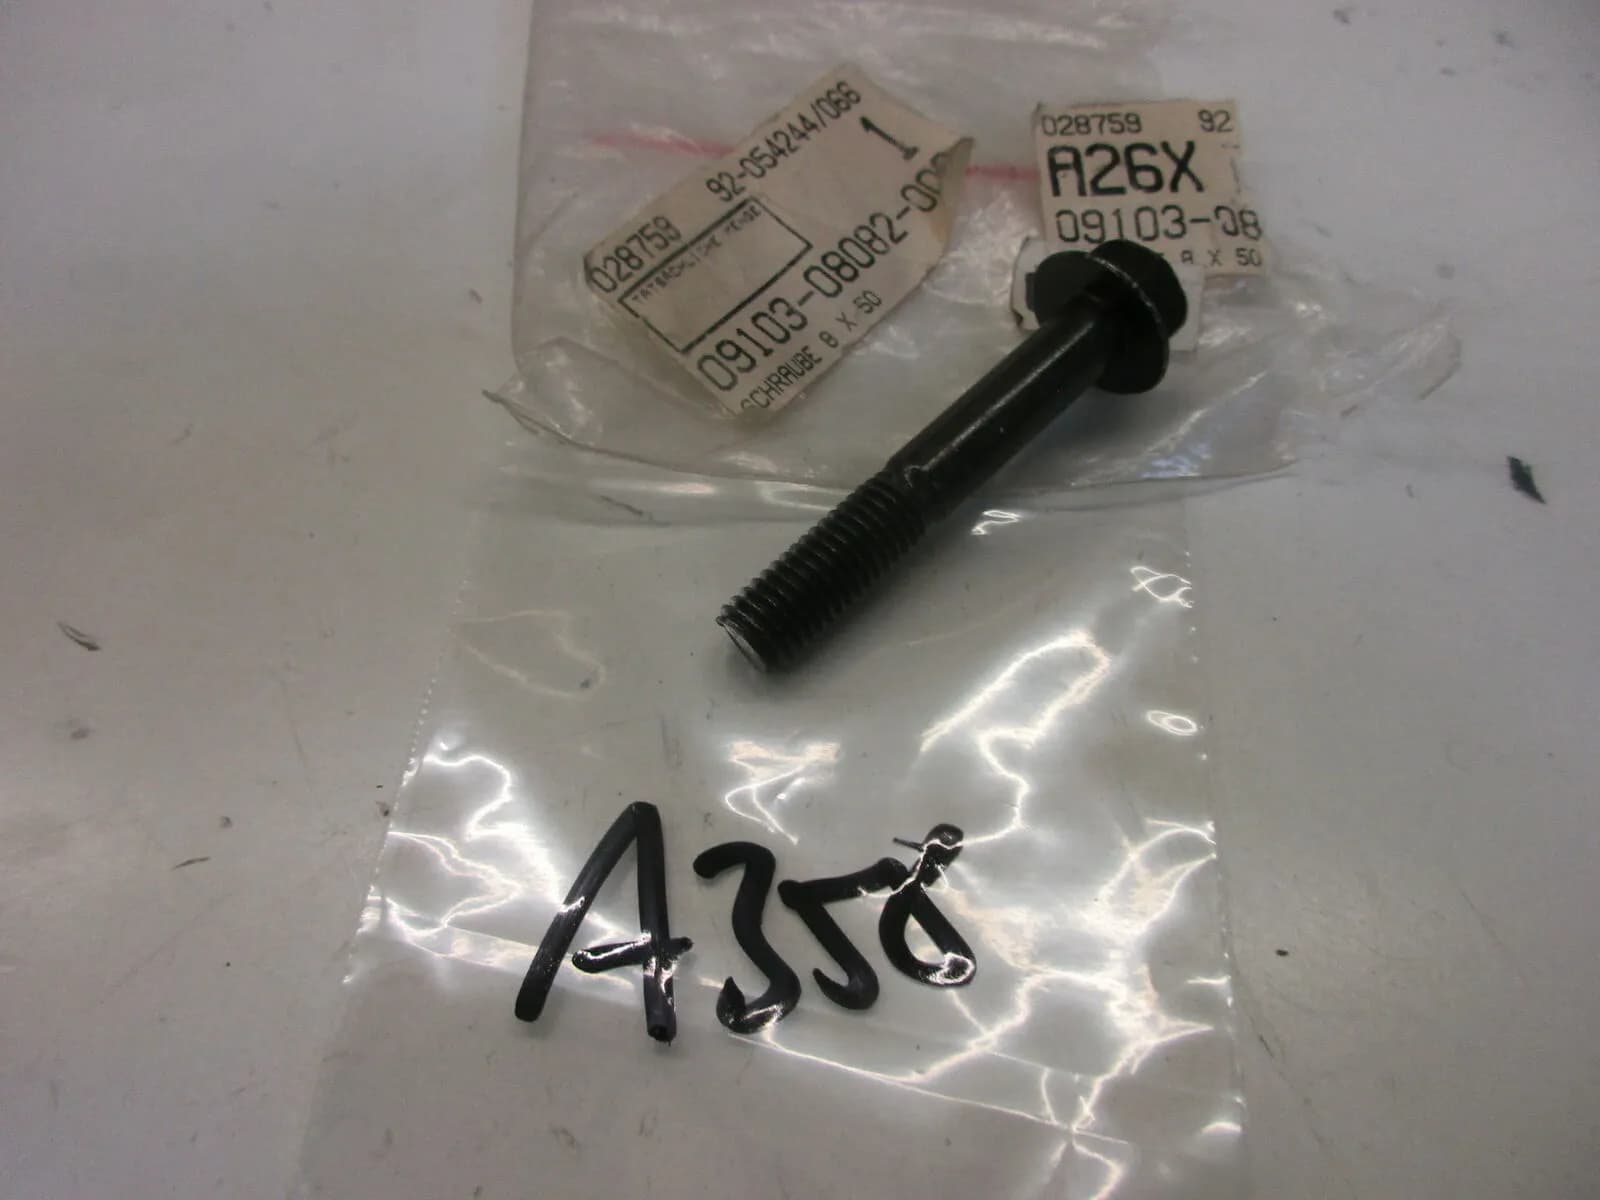 028759 92-054244/066
1
TATSÄCHLICHE MENGE
09103-08082-00
SCHRAUBE 8 X 50
028759 92
A26X
09103-08
8 X 50
A358